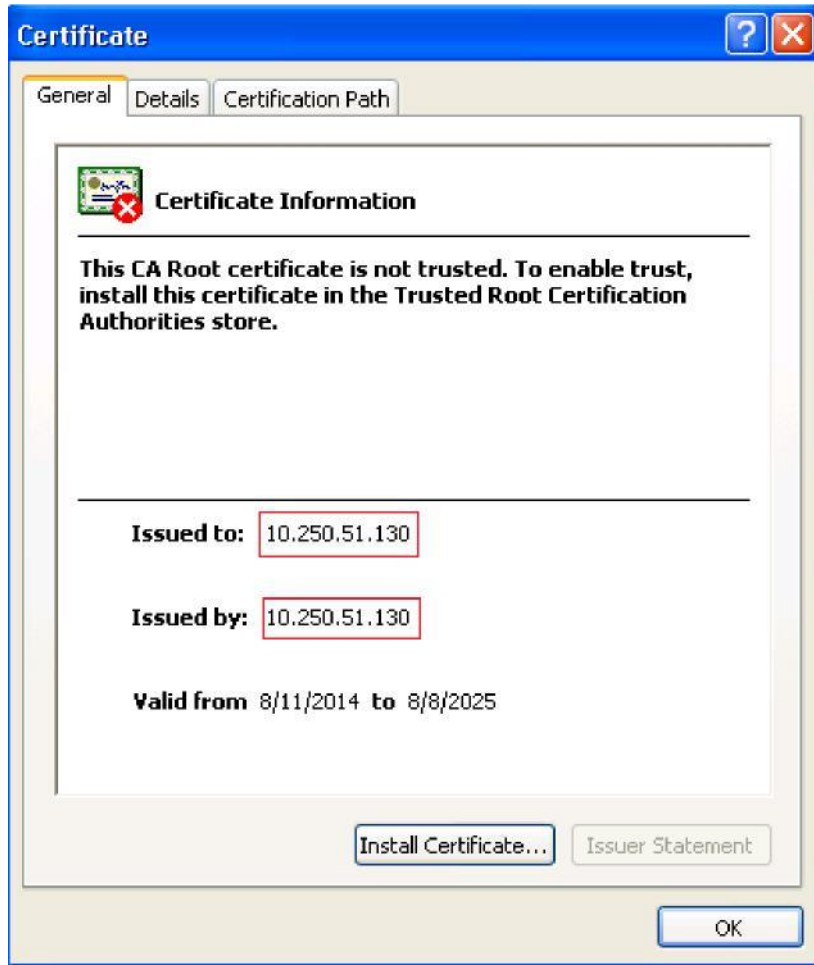 Certificate
General Details Certification Path
Certificate Information
This CA Root certificate is not trusted. To enable trust,
install this certificate in the Trusted Root Certification
Authorities store.
Issued to: 10.250.51.130
Issued by: 10.250.51.130
Valid from 8/11/2014 to 8/8/2025
Install Certificate... Issuer Statement
OK